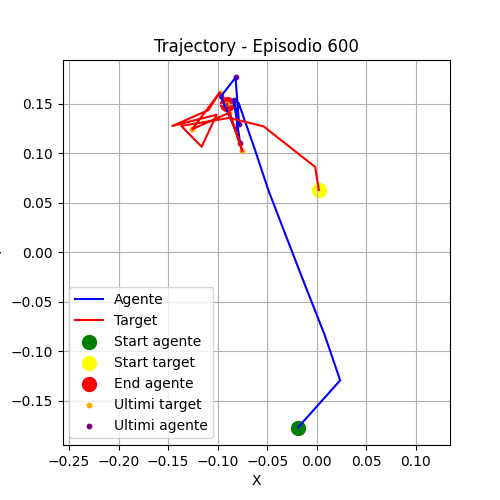 Trajectory - Episodio 600
0.15
0.10
0.05
0.00
−0.05
−0.10
−0.15
Agente
Target
Start agente
Start target
End agente
Ultimi target
Ultimi agente
−0.25 −0.20 −0.15 −0.10 −0.05 0.00 0.05 0.10
X